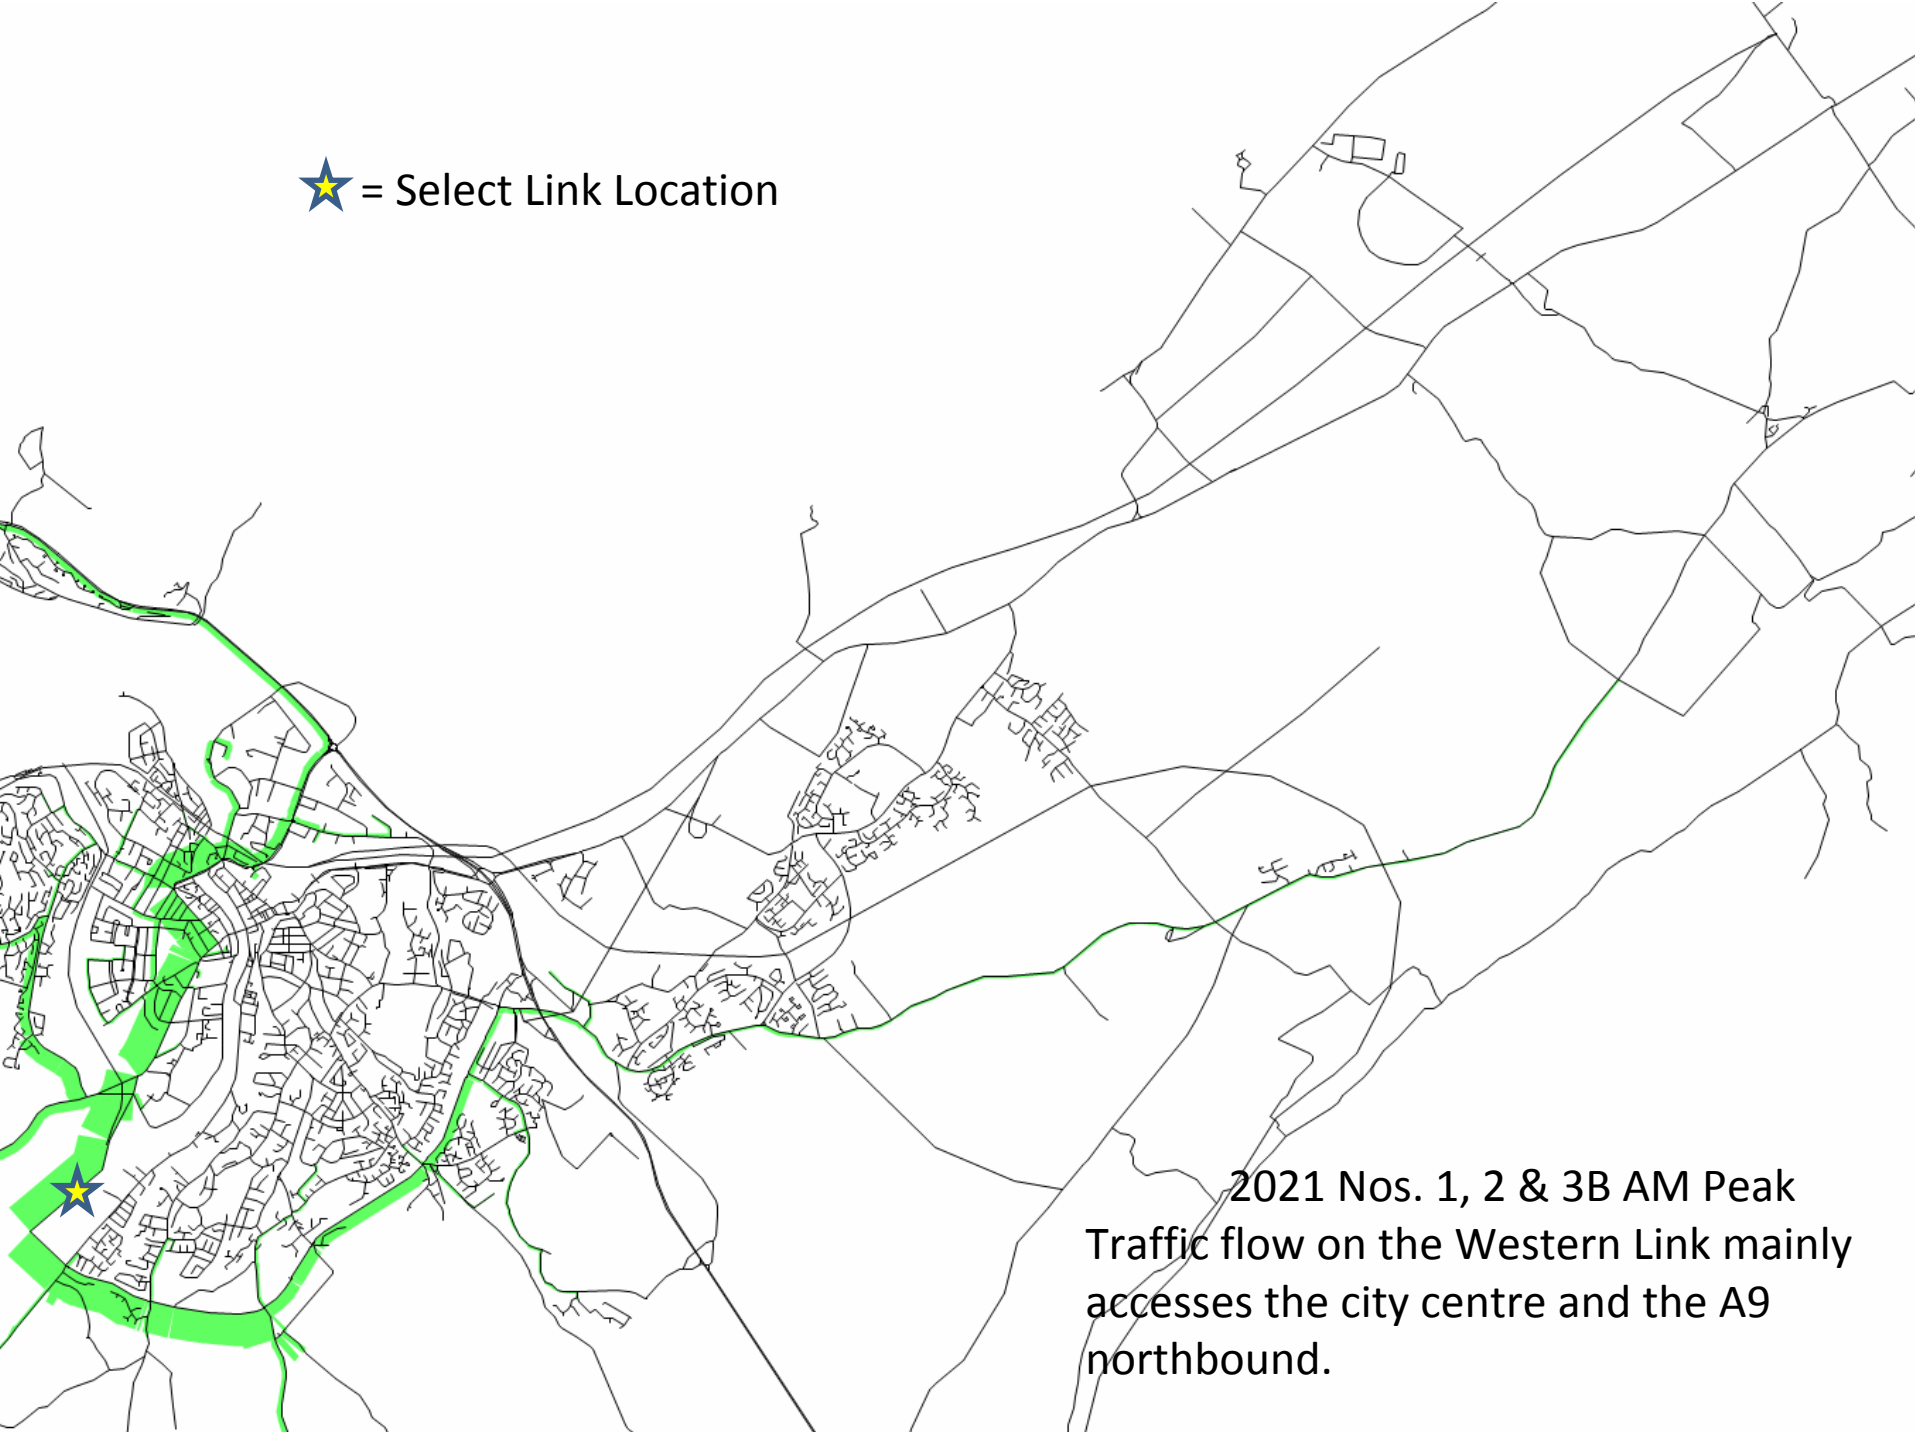 = Select Link Location
2021 Nos. 1, 2 & 3B AM Peak
Traffic flow on the Western Link mainly
accesses the city centre and the A9
northbound.